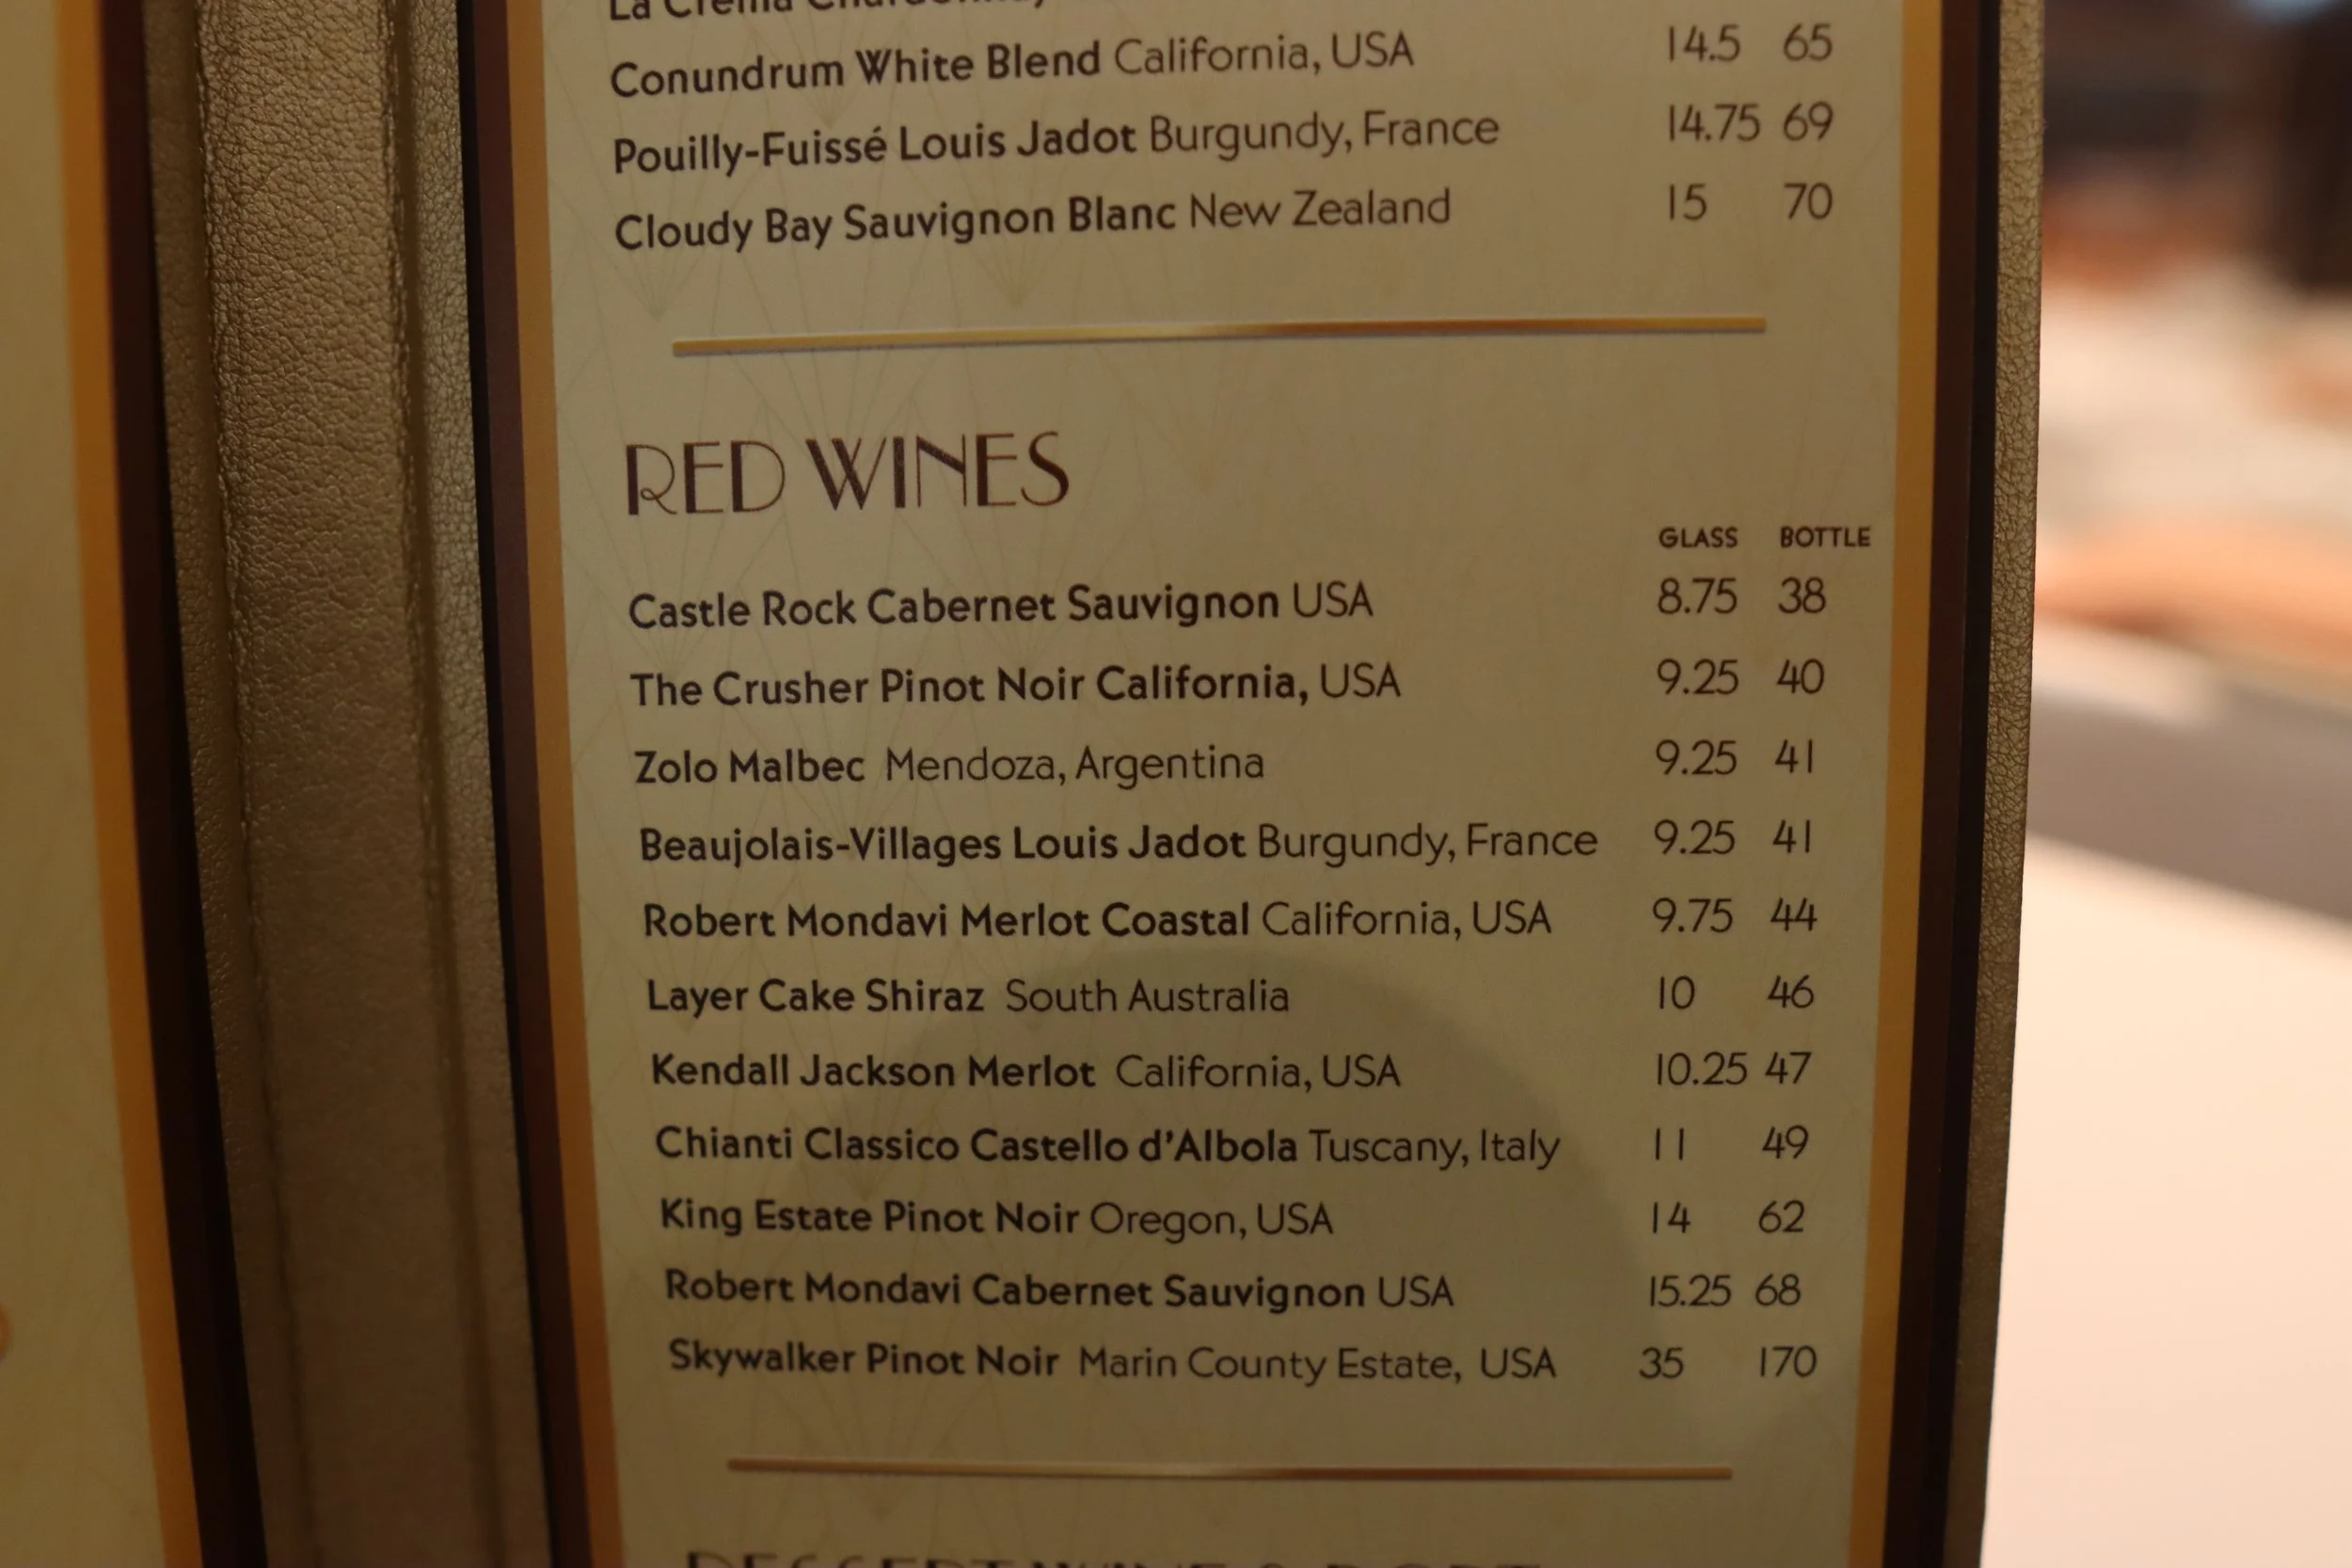 La Crema Chardonnay
Conundrum White Blend California, USA 14.5 65
Pouilly-Fuissé Louis Jadot Burgundy, France 14.75 69
Cloudy Bay Sauvignon Blanc New Zealand 15 70
RED WINES
GLASS BOTTLE
Castle Rock Cabernet Sauvignon USA 8.75 38
The Crusher Pinot Noir California, USA 9.25 40
Zolo Malbec Mendoza, Argentina 9.25 41
Beaujolais-Villages Louis Jadot Burgundy, France 9.25 41
Robert Mondavi Merlot Coastal California, USA 9.75 44
Layer Cake Shiraz South Australia 10 46
Kendall Jackson Merlot California, USA 10.25 47
Chianti Classico Castello d'Albola Tuscany, Italy 11 49
King Estate Pinot Noir Oregon, USA 14 62
Robert Mondavi Cabernet Sauvignon USA 15.25 68
Skywalker Pinot Noir Marin County Estate, USA 35 170
DESSERT WINE & PORT